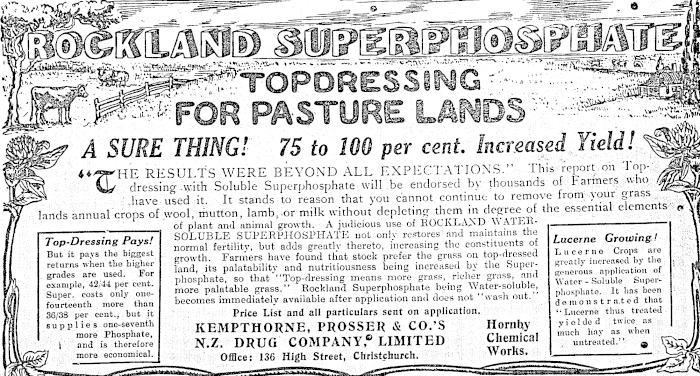 ROCKLAND SUPERPHOSPHATE
TOPDRESSING
FOR PASTURE LANDS
A SURE THING! 75 to 100 per cent. Increased Yield!
"THE RESULTS WERE BEYOND ALL EXPECTATIONS." This report on Top-
dressing with Soluble Superphosphate will be endorsed by thousands of Farmers who
have used it. It stands to reason that you cannot continue to remove from your grass
lands annual crops of wool, mutton, lamb, or milk without depleting them in degree of the essential elements
of plant and animal growth. A judicious use of ROCKLAND WATER-
SOLUBLE SUPERPHOSPHATE not only restores and maintains the
normal fertility, but adds greatly thereto, increasing the constituents of
growth. Farmers have found that stock prefer the grass on top-dressed
land, its palatability and nutritiousness being increased by the Super-
phosphate, so that "Top-dressing means more grass, richer grass, and
more palatable grass." Rockland Superphosphate being Water-soluble,
becomes immediately available after application and does not "wash out."
Price List and all particulars sent on application.
KEMPTHORNE, PROSSER & CO.'S
N.Z. DRUG COMPANY, LIMITED
Office: 136 High Street, Christchurch.
Hornby
Chemical
Works.
Top-Dressing Pays!
But it pays the biggest
returns when the higher
grades are used. For
example, 42/44 per cent.
Super. costs only one-
fourteenth more than
36/38 per cent., but it
supplies one-seventh
more Phosphate,
and is therefore
more economical.
Lucerne Growing!
Lucerne Crops are
greatly increased by the
generous application of
Water-Soluble Super-
phosphate. It has been
demonstrated that
"Lucerne thus treated
yielded twice as
much hay as when
untreated."